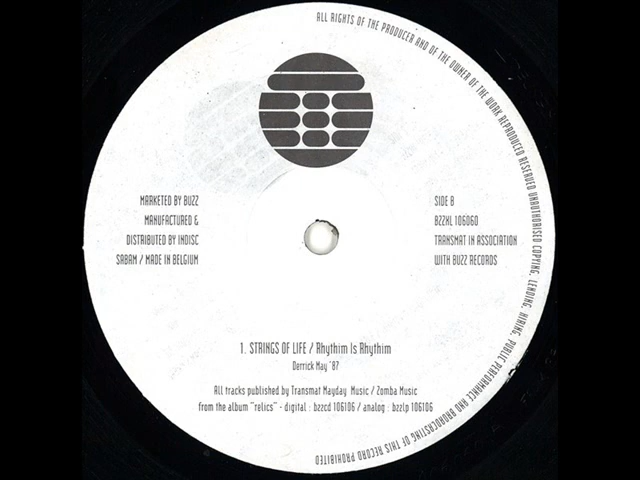 ALL RIGHTS OF THE PRODUCER AND OF THE OWNER OF THE WORK REPRODUCED RESERVED UNAUTHORISED COPYING, LENDING, HIRING, PUBLIC PERFORMANCE AND BROADCASTING OF THIS RECORD PROHIBITED
MARKETED BY BUZZ
MANUFACTURED &
DISTRIBUTED BY INDISC
SABAM / MADE IN BELGIUM
SIDE B
BZZKL 106060
TRANSMAT IN ASSOCIATION
WITH BUZZ RECORDS
1. STRINGS OF LIFE / Rhythim Is Rhythim
Derrick May '87
All tracks published by Transmat Mayday Music / Zomba Music
from the album "relics" - digital : bzzcd 106106 / analog : bzzlp 106106